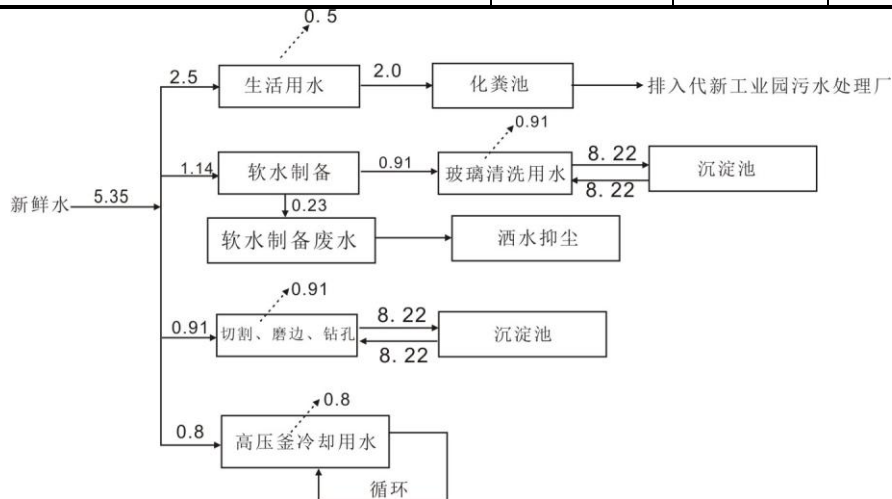 0. 5
2.5
生活用水
2.0
化粪池
排入代新工业园污水处理厂
0.91
1.14
软水制备
0.91
玻璃清洗用水
8. 22
8. 22
沉淀池
新鲜水
5.35
0.23
软水制备废水
洒水抑尘
0.91
0.91
切割、磨边、钻孔
8. 22
8. 22
沉淀池
0.8
0.8
高压釜冷却用水
循环